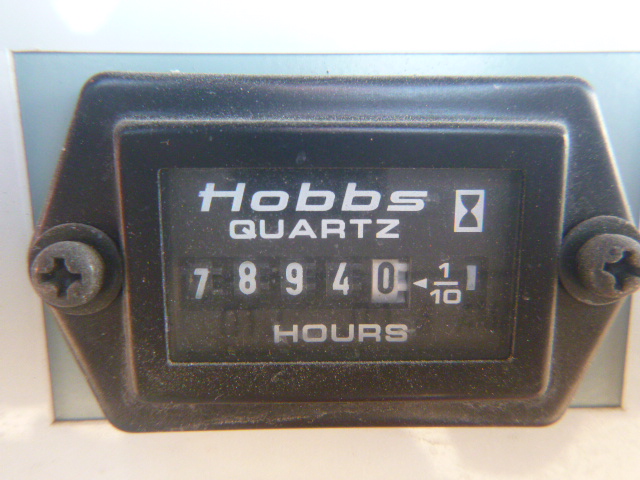 Hobbs
QUARTZ
7 8 9 4 0 ◄ 1/10
HOURS